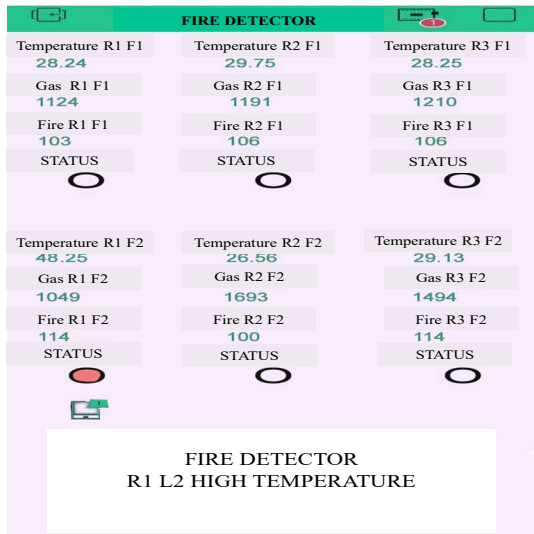 FIRE DETECTOR
Temperature R1 F1 Temperature R2 F1 Temperature R3 F1
28.24 29.75 28.25
Gas R1 F1 Gas R2 F1 Gas R3 F1
1124 1191 1210
Fire R1 F1 Fire R2 F1 Fire R3 F1
103 106 106
STATUS STATUS STATUS
Temperature R1 F2 Temperature R2 F2 Temperature R3 F2
48.25 26.56 29.13
Gas R1 F2 Gas R2 F2 Gas R3 F2
1049 1693 1494
Fire R1 F2 Fire R2 F2 Fire R3 F2
114 100 114
STATUS STATUS STATUS
FIRE DETECTOR
R1 L2 HIGH TEMPERATURE